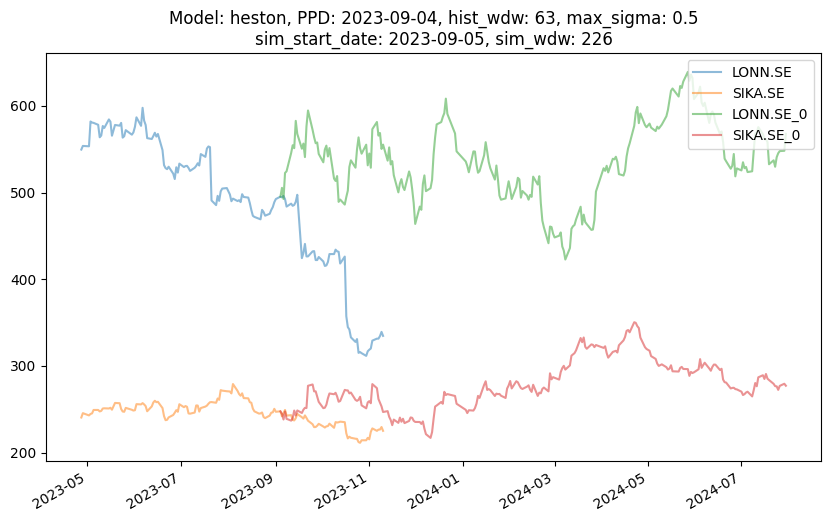 Model: heston, PPD: 2023-09-04, hist_wdw: 63, max_sigma: 0.5
sim_start_date: 2023-09-05, sim_wdw: 226
LONN.SE
SIKA.SE
LONN.SE_0
SIKA.SE_0
600
500
400
300
200
2023-05
2023-07
2023-09
2023-11
2024-01
2024-03
2024-05
2024-07